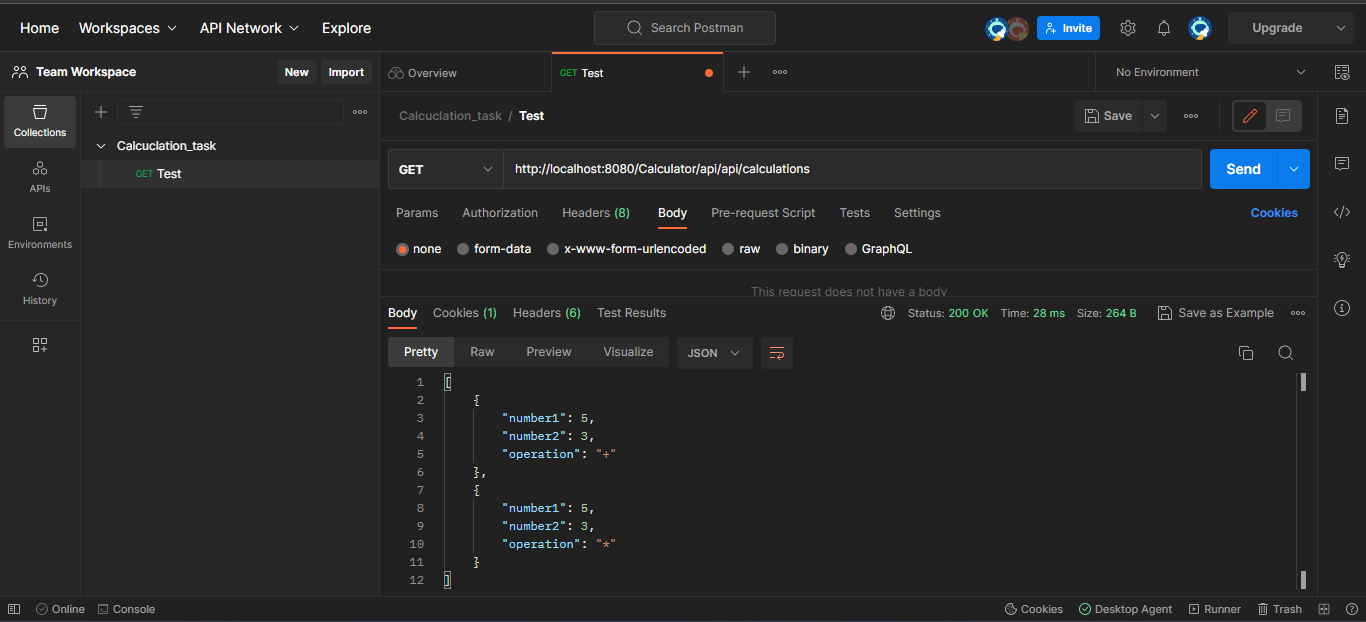 Home Workspaces API Network Explore Search Postman Invite Upgrade
Team Workspace New Import Overview GET Test No Environment
Collections
APIs
Environments
History
Calcuclation_task
GET Test
Calcuclation_task / Test Save
GET http://localhost:8080/Calculator/api/api/calculations Send
Params Authorization Headers (8) Body Pre-request Script Tests Settings Cookies
none form-data x-www-form-urlencoded raw binary GraphQL
This request does not have a body
Body Cookies (1) Headers (6) Test Results Status: 200 OK Time: 28 ms Size: 264 B Save as Example
Pretty Raw Preview Visualize JSON
1 [
2 {
3 "number1": 5,
4 "number2": 3,
5 "operation": "+"
6 },
7 {
8 "number1": 5,
9 "number2": 3,
10 "operation": "*"
11 }
12 ]
Online Console Cookies Desktop Agent Runner Trash